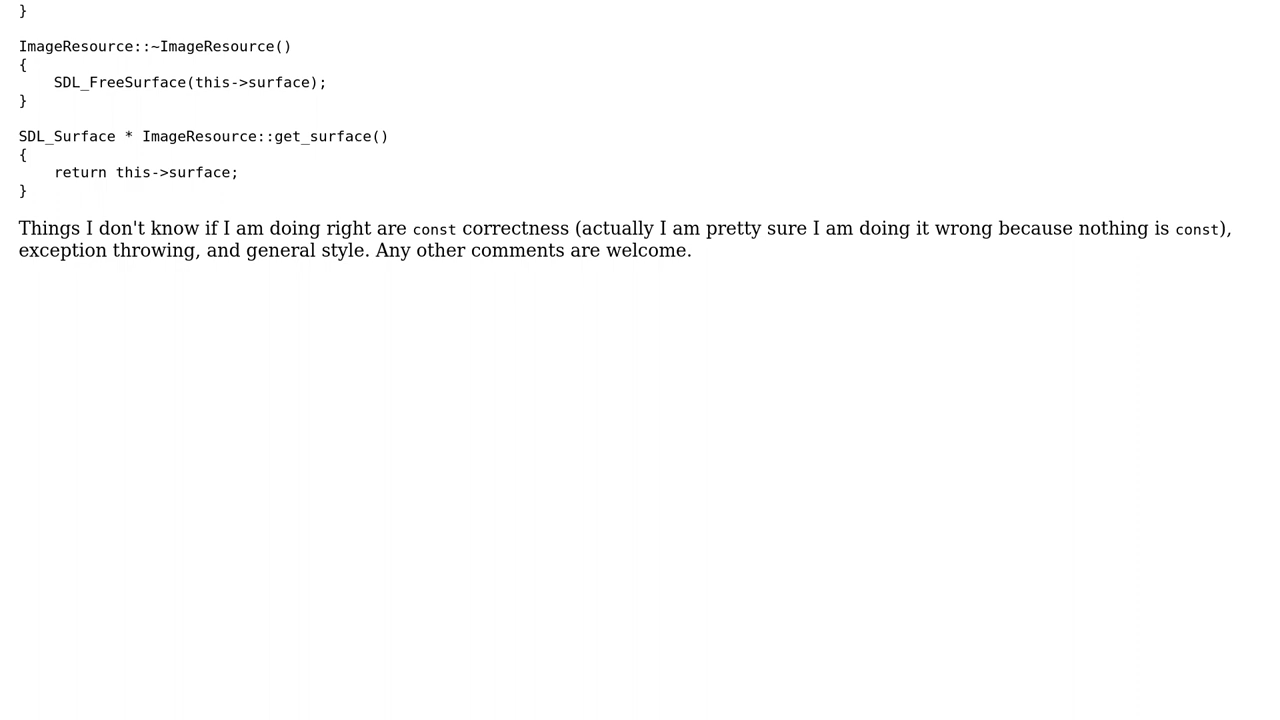 }
ImageResource::~ImageResource()
{
    SDL_FreeSurface(this->surface);
}
SDL_Surface * ImageResource::get_surface()
{
    return this->surface;
}
Things I don't know if I am doing right are const correctness (actually I am pretty sure I am doing it wrong because nothing is const),
exception throwing, and general style. Any other comments are welcome.